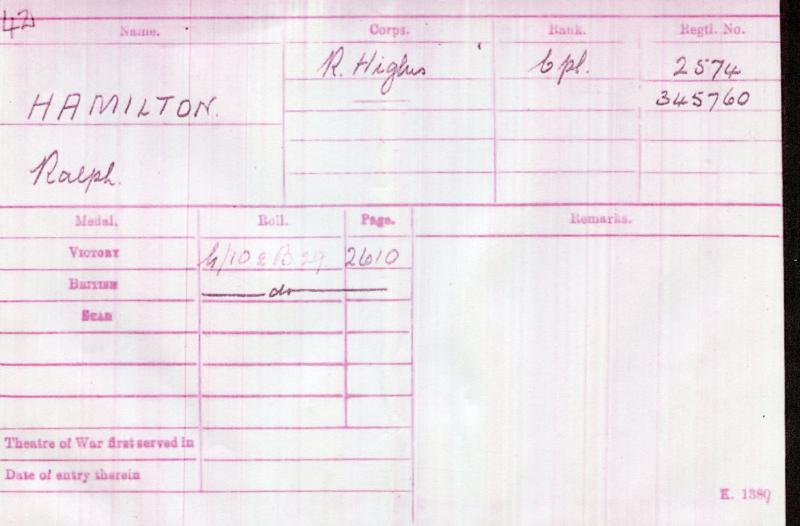 42
Name. Corps. Rank. Regtl. No.
R. Highrs Cpl. 2574
HAMILTON. 345760
Ralph.
Medal. Roll. Page. Remarks.
VICTORY 2610
BRITISH do
STAR
Theatre of War first served in
Date of entry therein
K. 1380